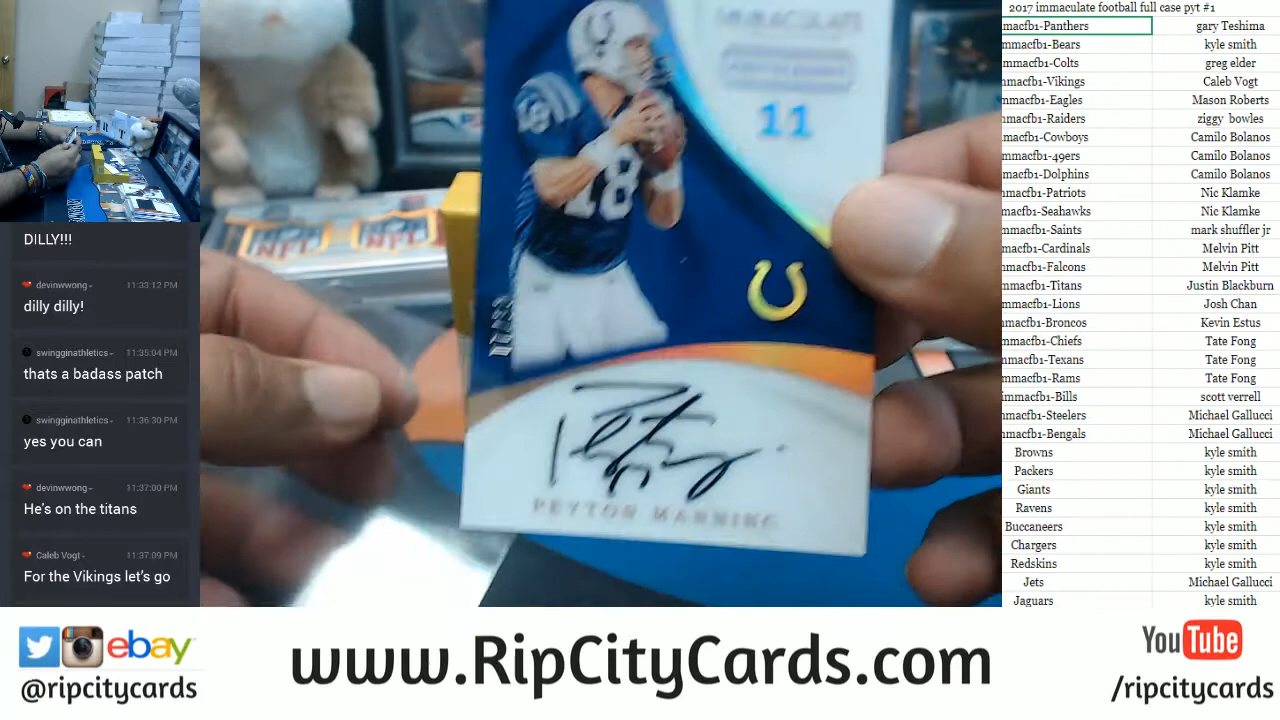 DILLY!!!
devinwwong
11:33:12 PM
dilly dilly!
swingginathletics
11:35:04 PM
thats a badass patch
swingginathletics
11:36:30 PM
yes you can
devinwwong
11:37:00 PM
He's on the titans
Caleb Vogt
11:37:09 PM
For the Vikings let's go
IMMACULATE
11
18
PEYTON MANNING
2017 immaculate football full case pyt #1
macfb1-Panthers gary Teshima
mmacfb1-Bears kyle smith
mmacfb1-Colts greg elder
mmacfb1-Vikings Caleb Vogt
mmacfb1-Eagles Mason Roberts
mmacfb1-Raiders ziggy bowles
mmacfb1-Cowboys Camilo Bolanos
mmacfb1-49ers Camilo Bolanos
mmacfb1-Dolphins Camilo Bolanos
mmacfb1-Patriots Nic Klamke
mmacfb1-Seahawks Nic Klamke
mmacfb1-Saints mark shuffler jr
macfb1-Cardinals Melvin Pitt
mmacfb1-Falcons Melvin Pitt
mmacfb1-Titans Justin Blackburn
mmacfb1-Lions Josh Chan
mmacfb1-Broncos Kevin Estus
mmacfb1-Chiefs Tate Fong
mmacfb1-Texans Tate Fong
mmacfb1-Rams Tate Fong
immacfb1-Bills scott verrell
mmacfb1-Steelers Michael Gallucci
mmacfb1-Bengals Michael Gallucci
Browns kyle smith
Packers kyle smith
Giants kyle smith
Ravens kyle smith
Buccaneers kyle smith
Chargers kyle smith
Redskins kyle smith
Jets Michael Gallucci
Jaguars kyle smith
ebay
@ripcitycards
www.RipCityCards.com
YouTube
/ripcitycards